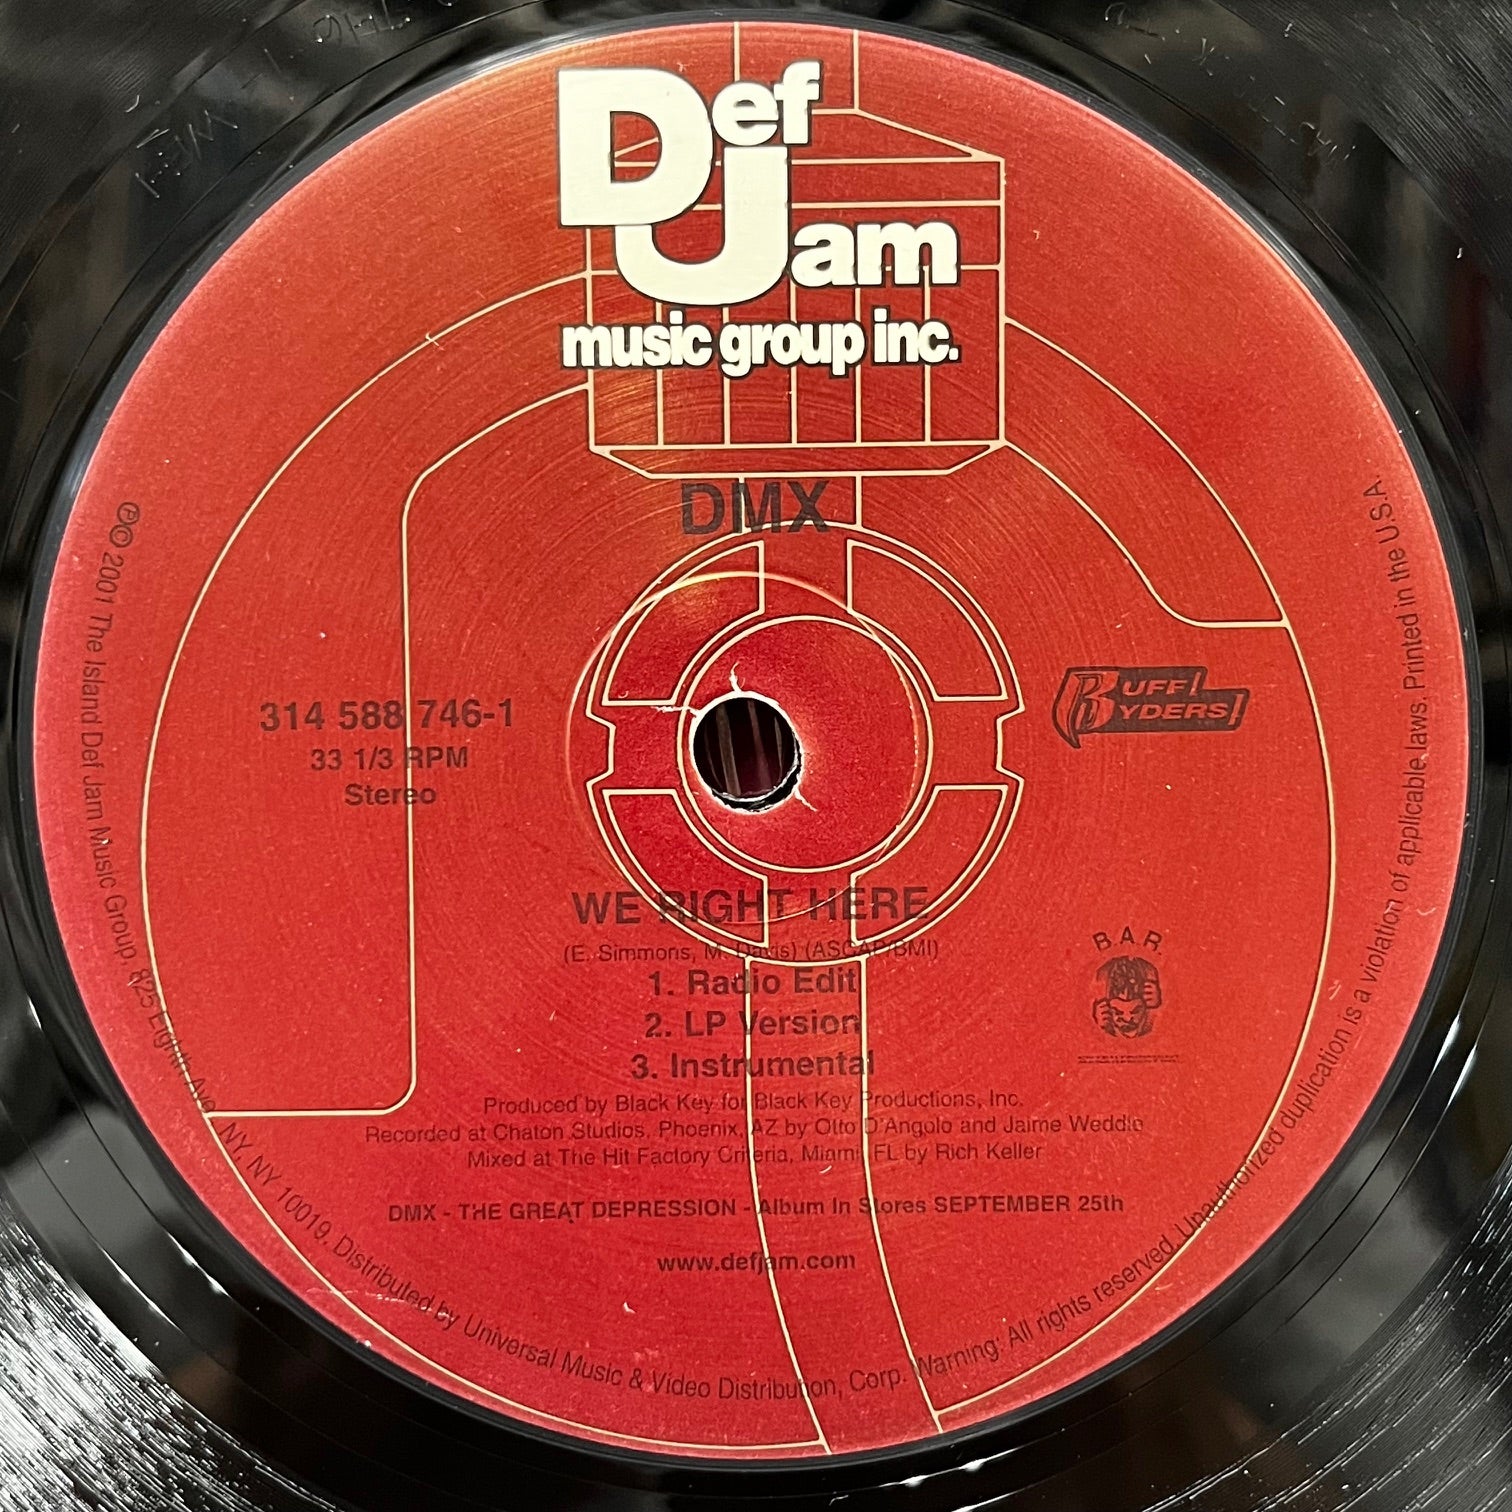 Def Jam
music group inc.
DMX
314 588 746-1
33 1/3 RPM
Stereo
RUFF
RYDERS
WE RIGHT HERE
(E. Simmons, M. Davis) (ASCAP/BMI)
1. Radio Edit
2. LP Version
3. Instrumental
B.A.R.
Produced by Black Key for Black Key Productions, Inc.
Recorded at Chaton Studios, Phoenix, AZ by Otto D'Angolo and Jaime Weddle
Mixed at The Hit Factory Criteria, Miami, FL by Rich Keller
DMX - THE GREAT DEPRESSION - Album In Stores SEPTEMBER 25th
www.defjam.com
℗© 2001 The Island Def Jam Music Group. 825 Eighth Ave., NY, NY 10019. Distributed by Universal Music & Video Distribution, Corp. Warning: All rights reserved. Unauthorized duplication is a violation of applicable laws. Printed in the U.S.A.